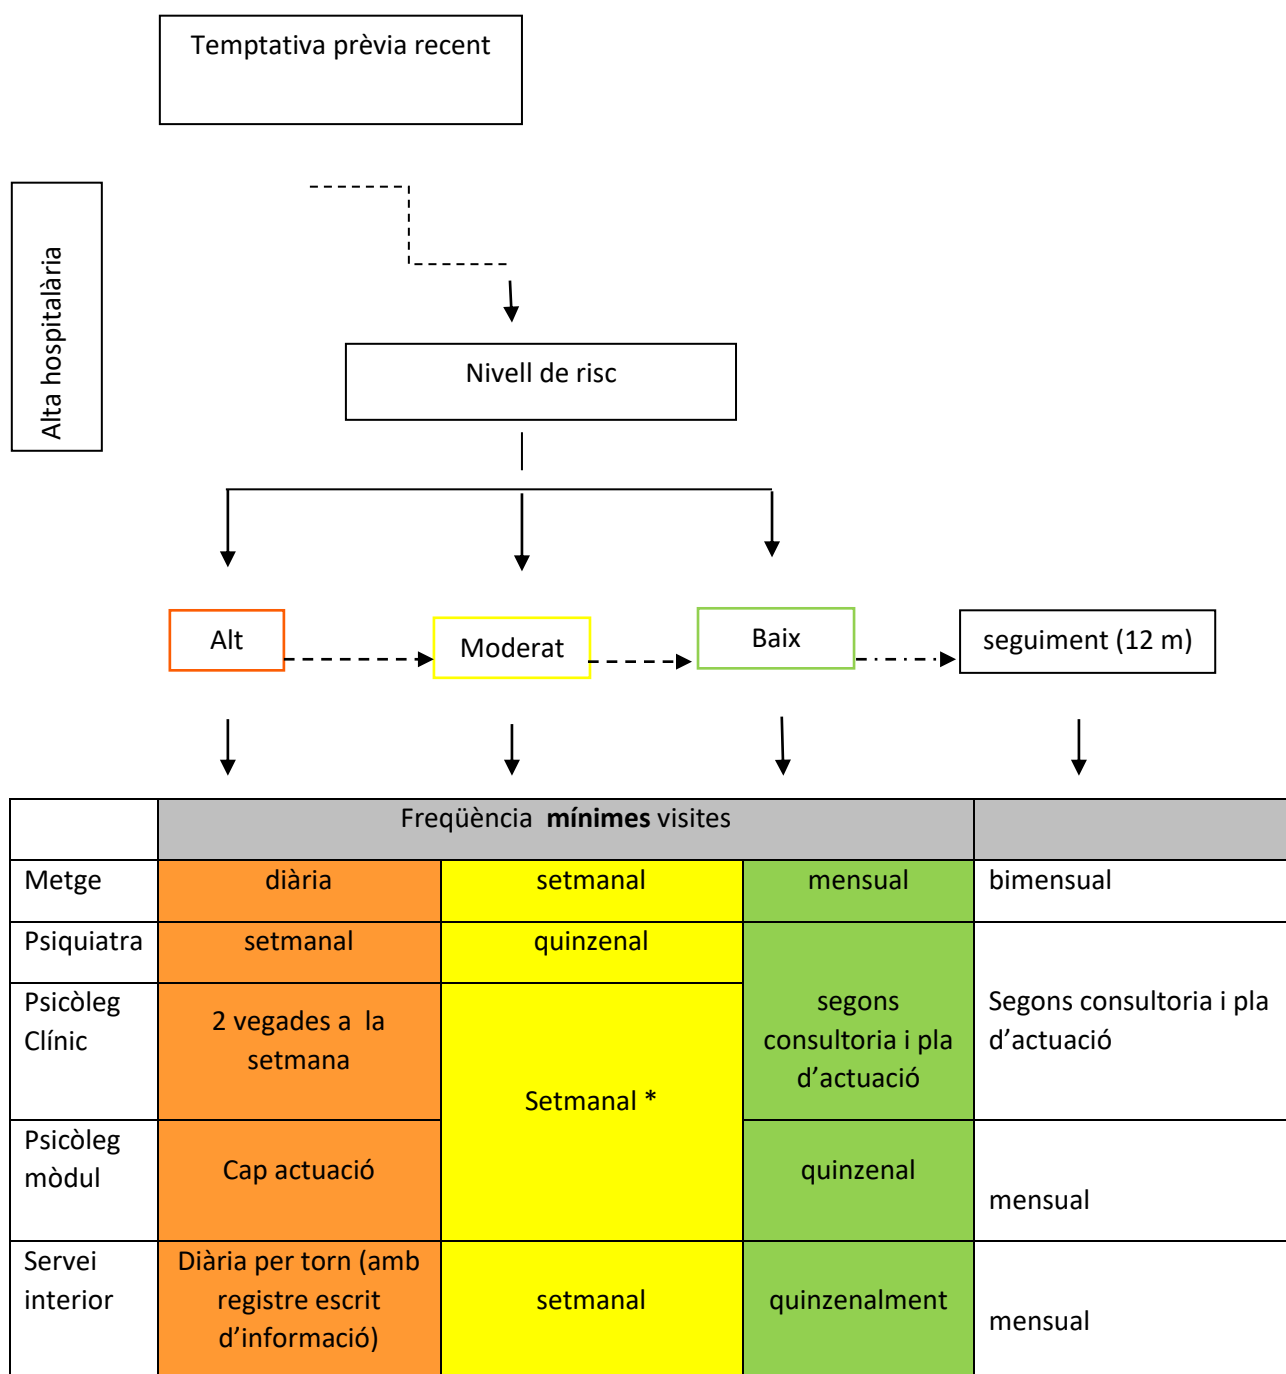 Temptativa prèvia recent
Alta hospitalària
Nivell de risc
Alt
Moderat
Baix
seguiment (12 m)
Freqüència mínimes visites
Metge
diària
setmanal
mensual
bimensual
Psiquiatra
setmanal
quinzenal
segons
consultoria i pla
d’actuació
Segons consultoria i pla
d’actuació
Psicòleg
Clínic
2 vegades a la
setmana
Setmanal *
Psicòleg
mòdul
Cap actuació
quinzenal
mensual
Servei
interior
Diària per torn (amb
registre escrit
d’informació)
setmanal
quinzenalment
mensual